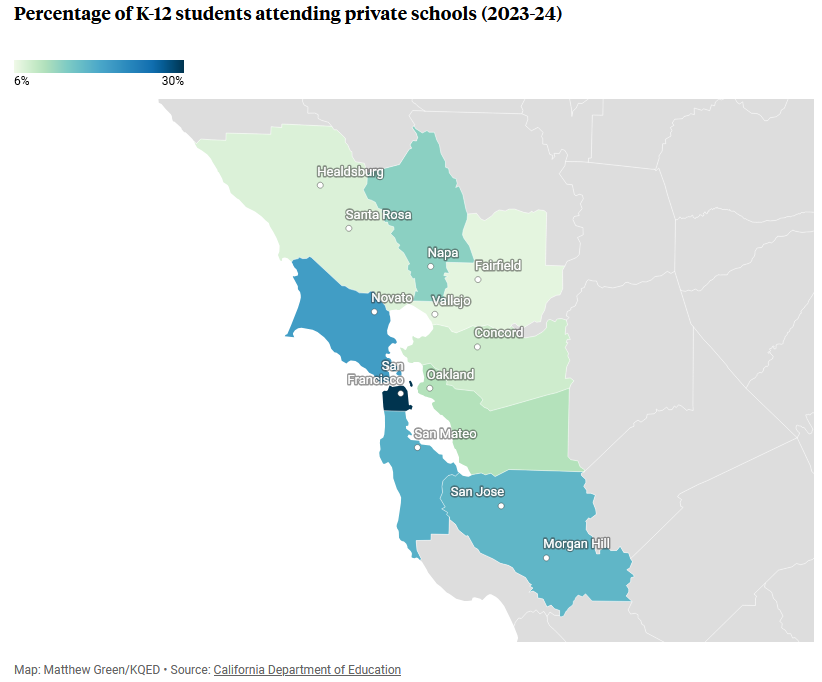 Percentage of K-12 students attending private schools (2023-24)
6% 30%
Healdsburg
Santa Rosa
Napa
Fairfield
Novato
Vallejo
Concord
San
Francisco
Oakland
San Mateo
San Jose
Morgan Hill
Map: Matthew Green/KQED • Source: California Department of Education